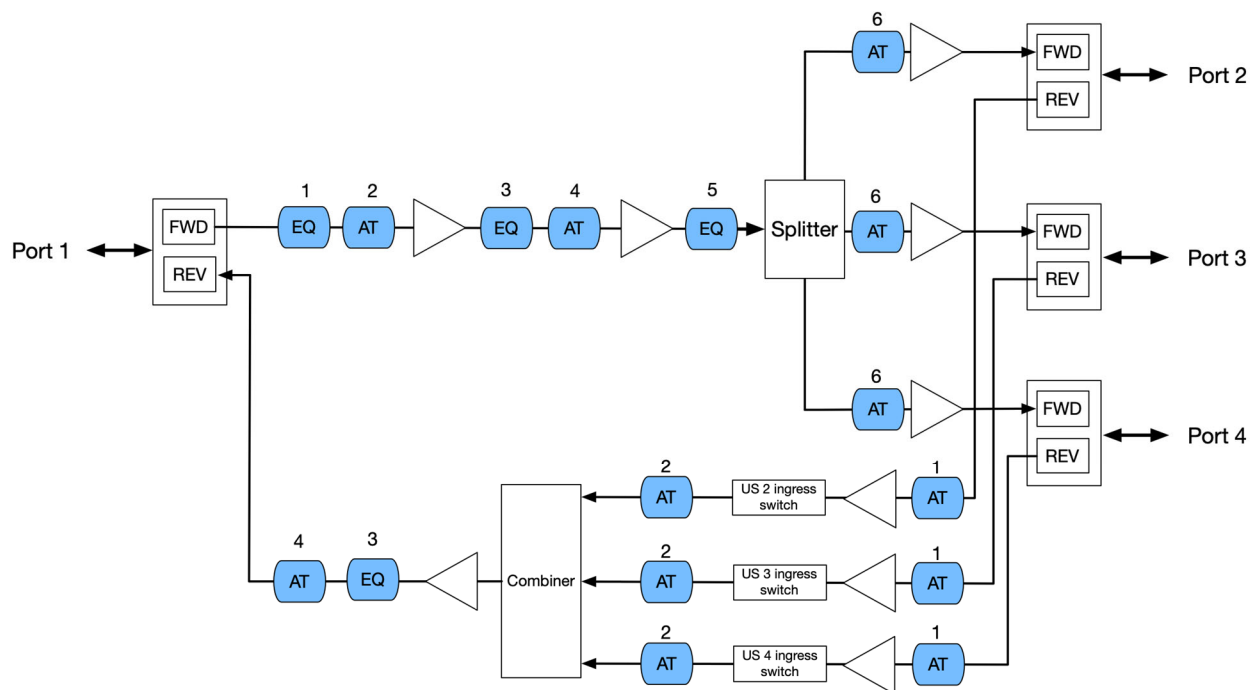 6
AT
FWD
REV
Port 2
1
2
3
4
5
6
FWD
EQ
AT
EQ
AT
EQ
Splitter
AT
FWD
REV
Port 1
REV
Port 3
6
AT
FWD
REV
Port 4
2
1
AT
US 2 ingress
switch
AT
4
3
2
1
AT
EQ
Combiner
AT
US 3 ingress
switch
AT
2
1
AT
US 4 ingress
switch
AT